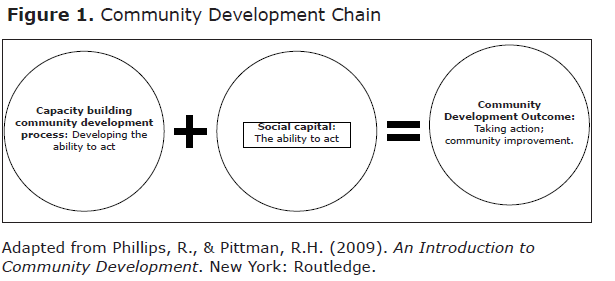 Figure 1. Community Development Chain
Capacity building
community development
process: Developing the
ability to act
+
Social capital:
The ability to act
=
Community
Development Outcome:
Taking action;
community improvement.
Adapted from Phillips, R., & Pittman, R.H. (2009). An Introduction to
Community Development. New York: Routledge.